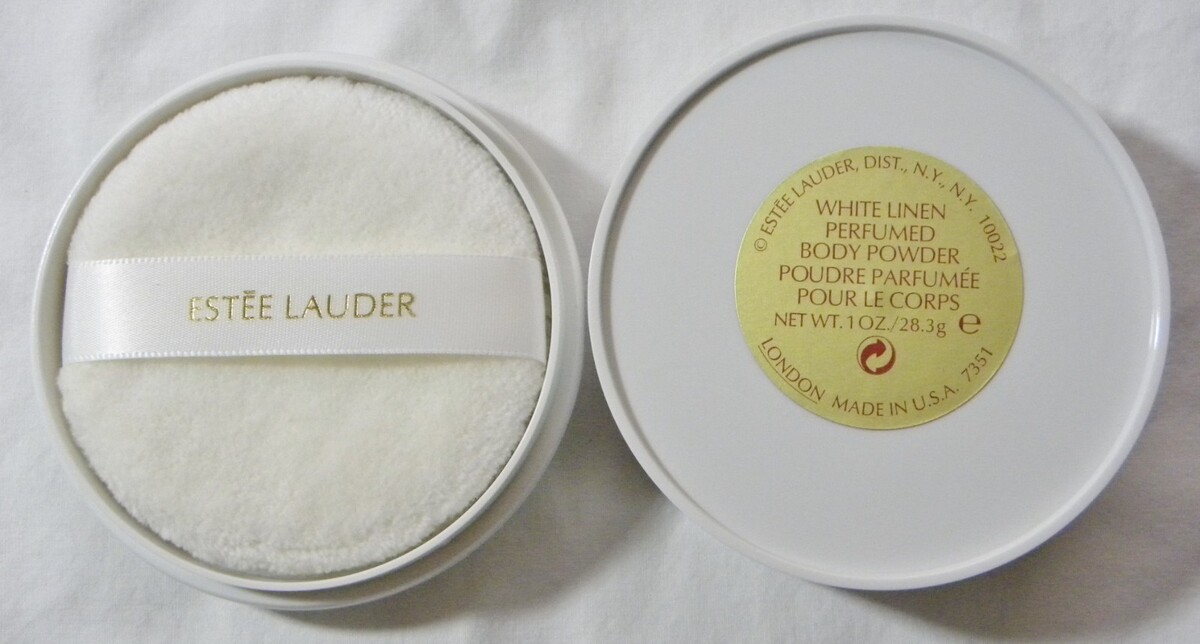 ESTĒE LAUDER
© ESTÉE LAUDER, DIST., N.Y., N.Y. 10022
WHITE LINEN
PERFUMED
BODY POWDER
POUDRE PARFUMÉE
POUR LE CORPS
NET WT. 1 OZ./28.3g e
LONDON MADE IN U.S.A. 7351